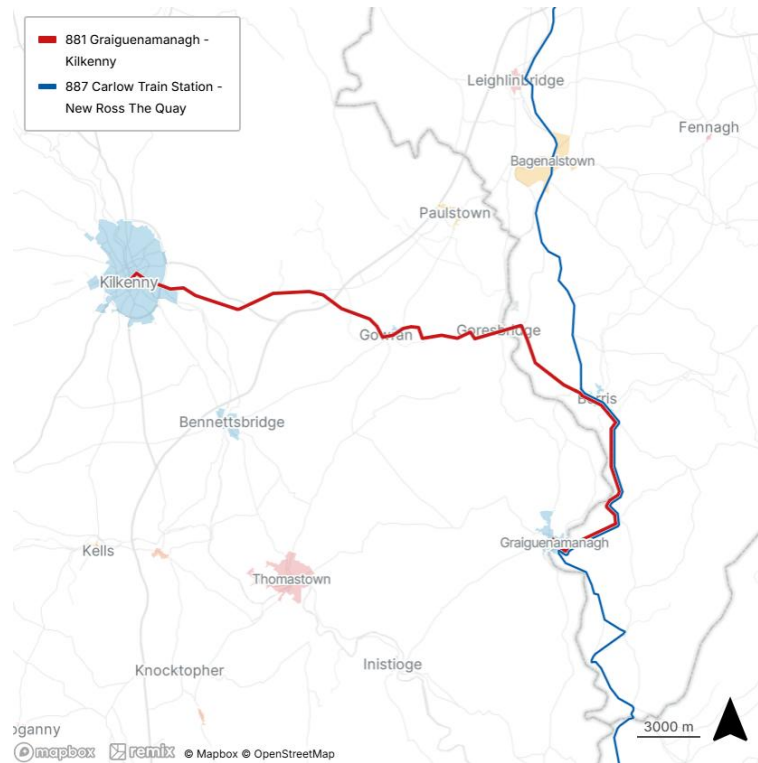 881 Graiguenamanagh -
Kilkenny
887 Carlow Train Station -
New Ross The Quay
Leighlinbridge
Fennagh
Bagenalstown
Paulstown
Kilkenny
Goresbridge
Gowran
Borris
Bennettsbridge
Graiguenamanagh
Kells
Thomastown
Inistioge
Knocktopher
oganny
3000 m
mapbox remix © Mapbox © OpenStreetMap